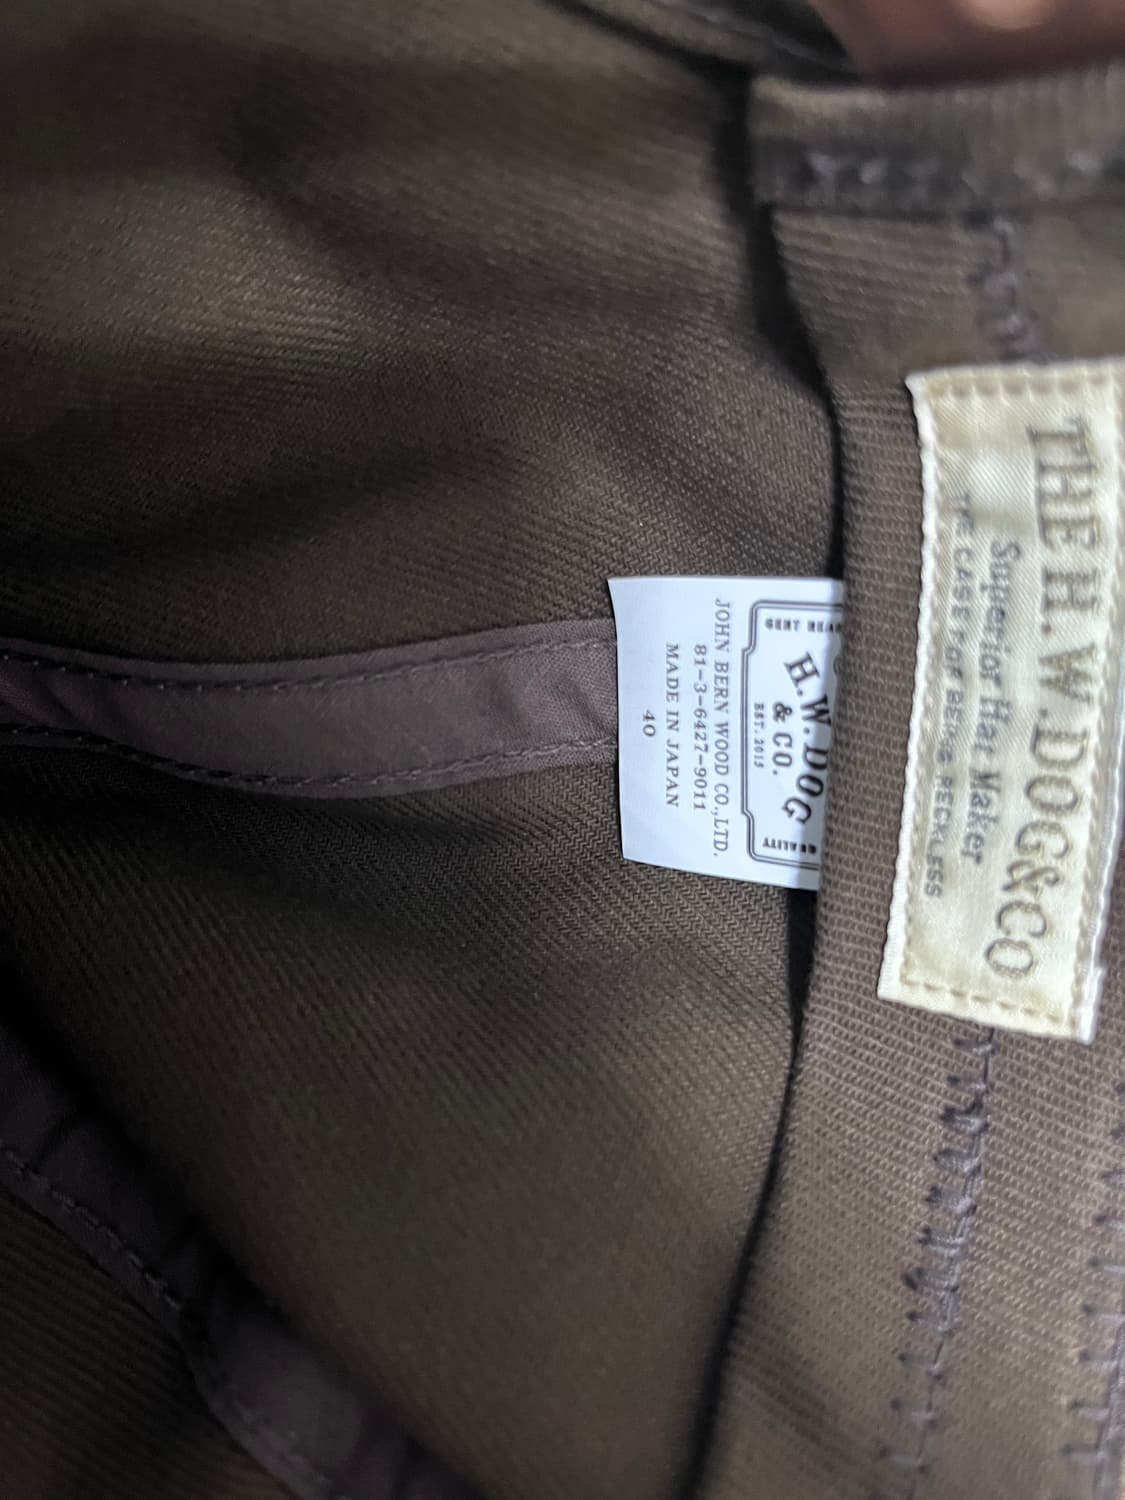 THE H.W.DOG&CO
Superior Hat Maker
THE CASE FOR BEING RECKLESS
H.W.DOG
& CO.
EST. 2015
QUALITY
JOHN BERN WOOD CO.,LTD.
81-3-6427-9011
MADE IN JAPAN
40